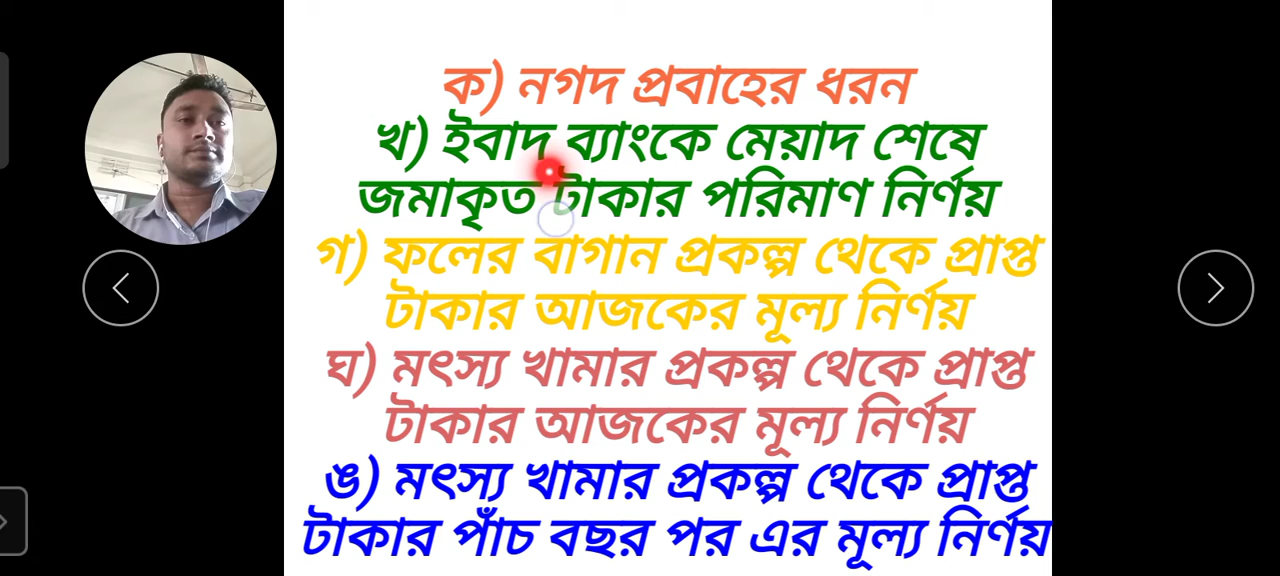 ক) নগদ প্রবাহের ধরন
খ) ইবাদ ব্যাংকে মেয়াদ শেষে
জমাকৃত টাকার পরিমাণ নির্ণয়
গ) ফলের বাগান প্রকল্প থেকে প্রাপ্ত
টাকার আজকের মূল্য নির্ণয়
ঘ) মৎস্য খামার প্রকল্প থেকে প্রাপ্ত
টাকার আজকের মূল্য নির্ণয়
ঙ) মৎস্য খামার প্রকল্প থেকে প্রাপ্ত
টাকার পাঁচ বছর পর এর মূল্য নির্ণয়